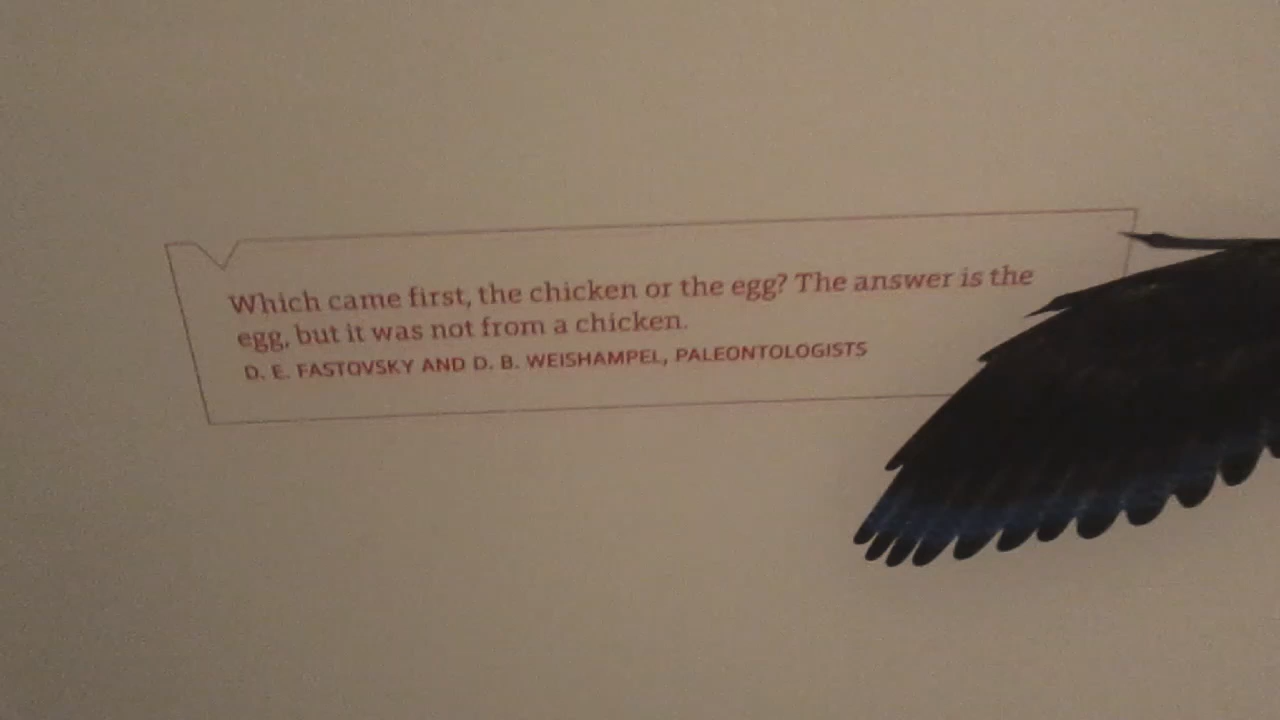 Which came first, the chicken or the egg? The answer is the
egg, but it was not from a chicken.
D. E. FASTOVSKY AND D. B. WEISHAMPEL, PALEONTOLOGISTS